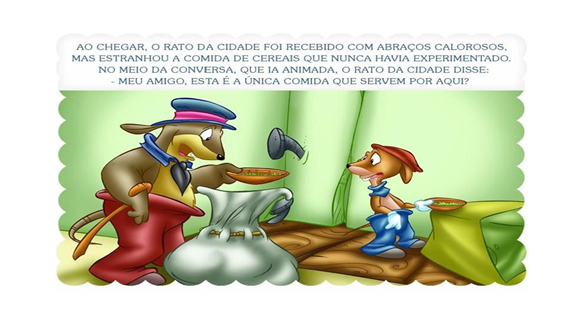 AO CHEGAR, O RATO DA CIDADE FOI RECEBIDO COM ABRAÇOS CALOROSOS,
MAS ESTRANHOU A COMIDA DE CEREAIS QUE NUNCA HAVIA EXPERIMENTADO.
NO MEIO DA CONVERSA, QUE IA ANIMADA, O RATO DA CIDADE DISSE:
- MEU AMIGO, ESTA É A ÚNICA COMIDA QUE SERVEM POR AQUI?